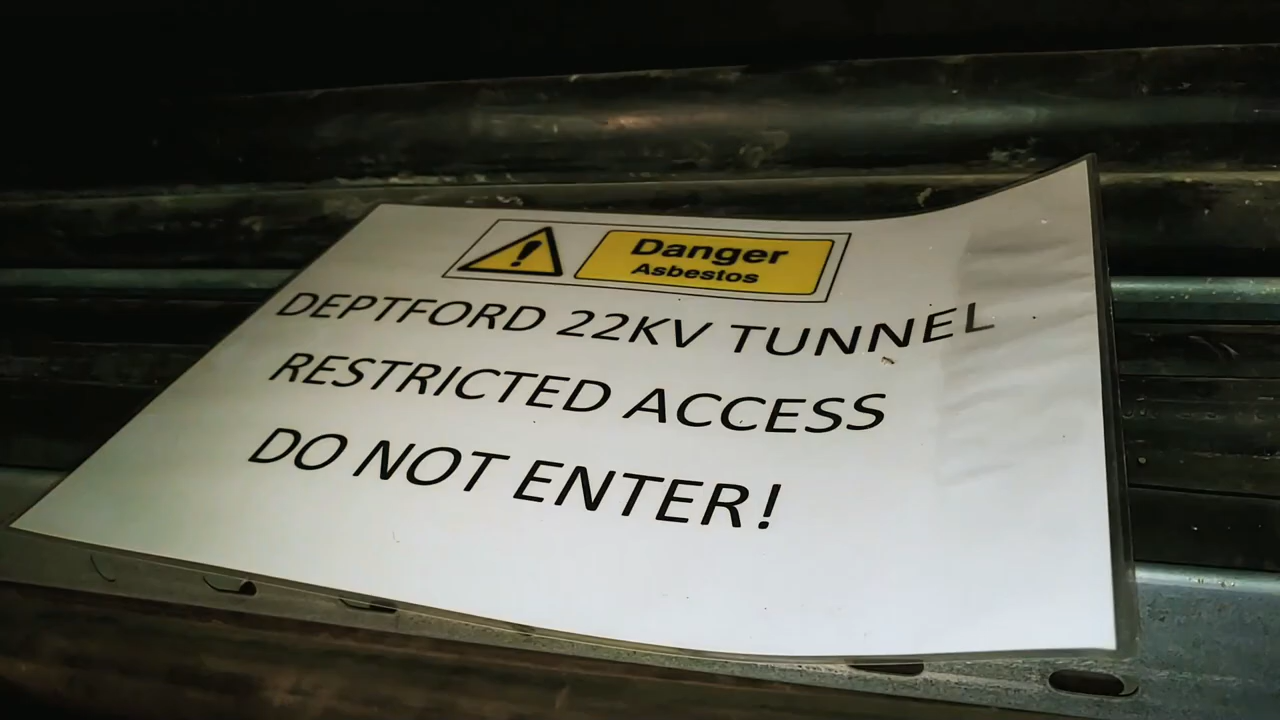 Danger
Asbestos
DEPTFORD 22KV TUNNEL
RESTRICTED ACCESS
DO NOT ENTER!